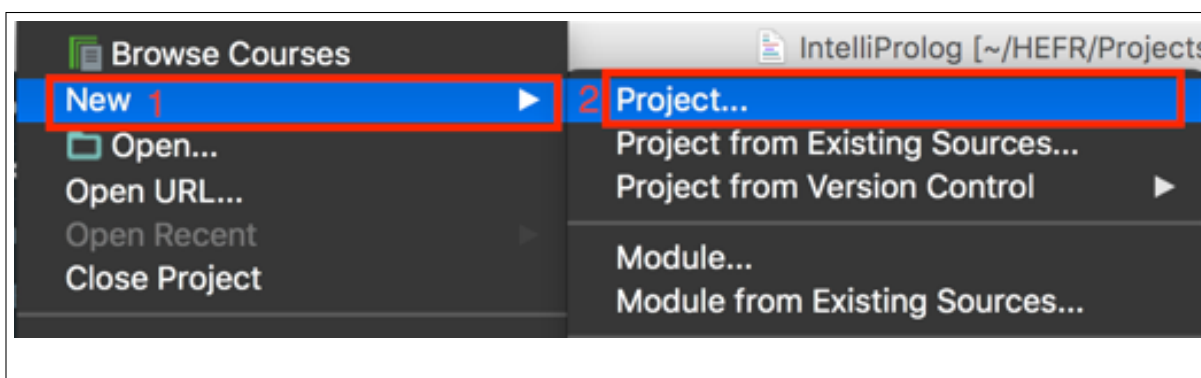 Browse Courses
New 1
Open...
Open URL...
Open Recent
Close Project
IntelliProlog [~/HEFR/Projects
2 Project...
Project from Existing Sources...
Project from Version Control
Module...
Module from Existing Sources...